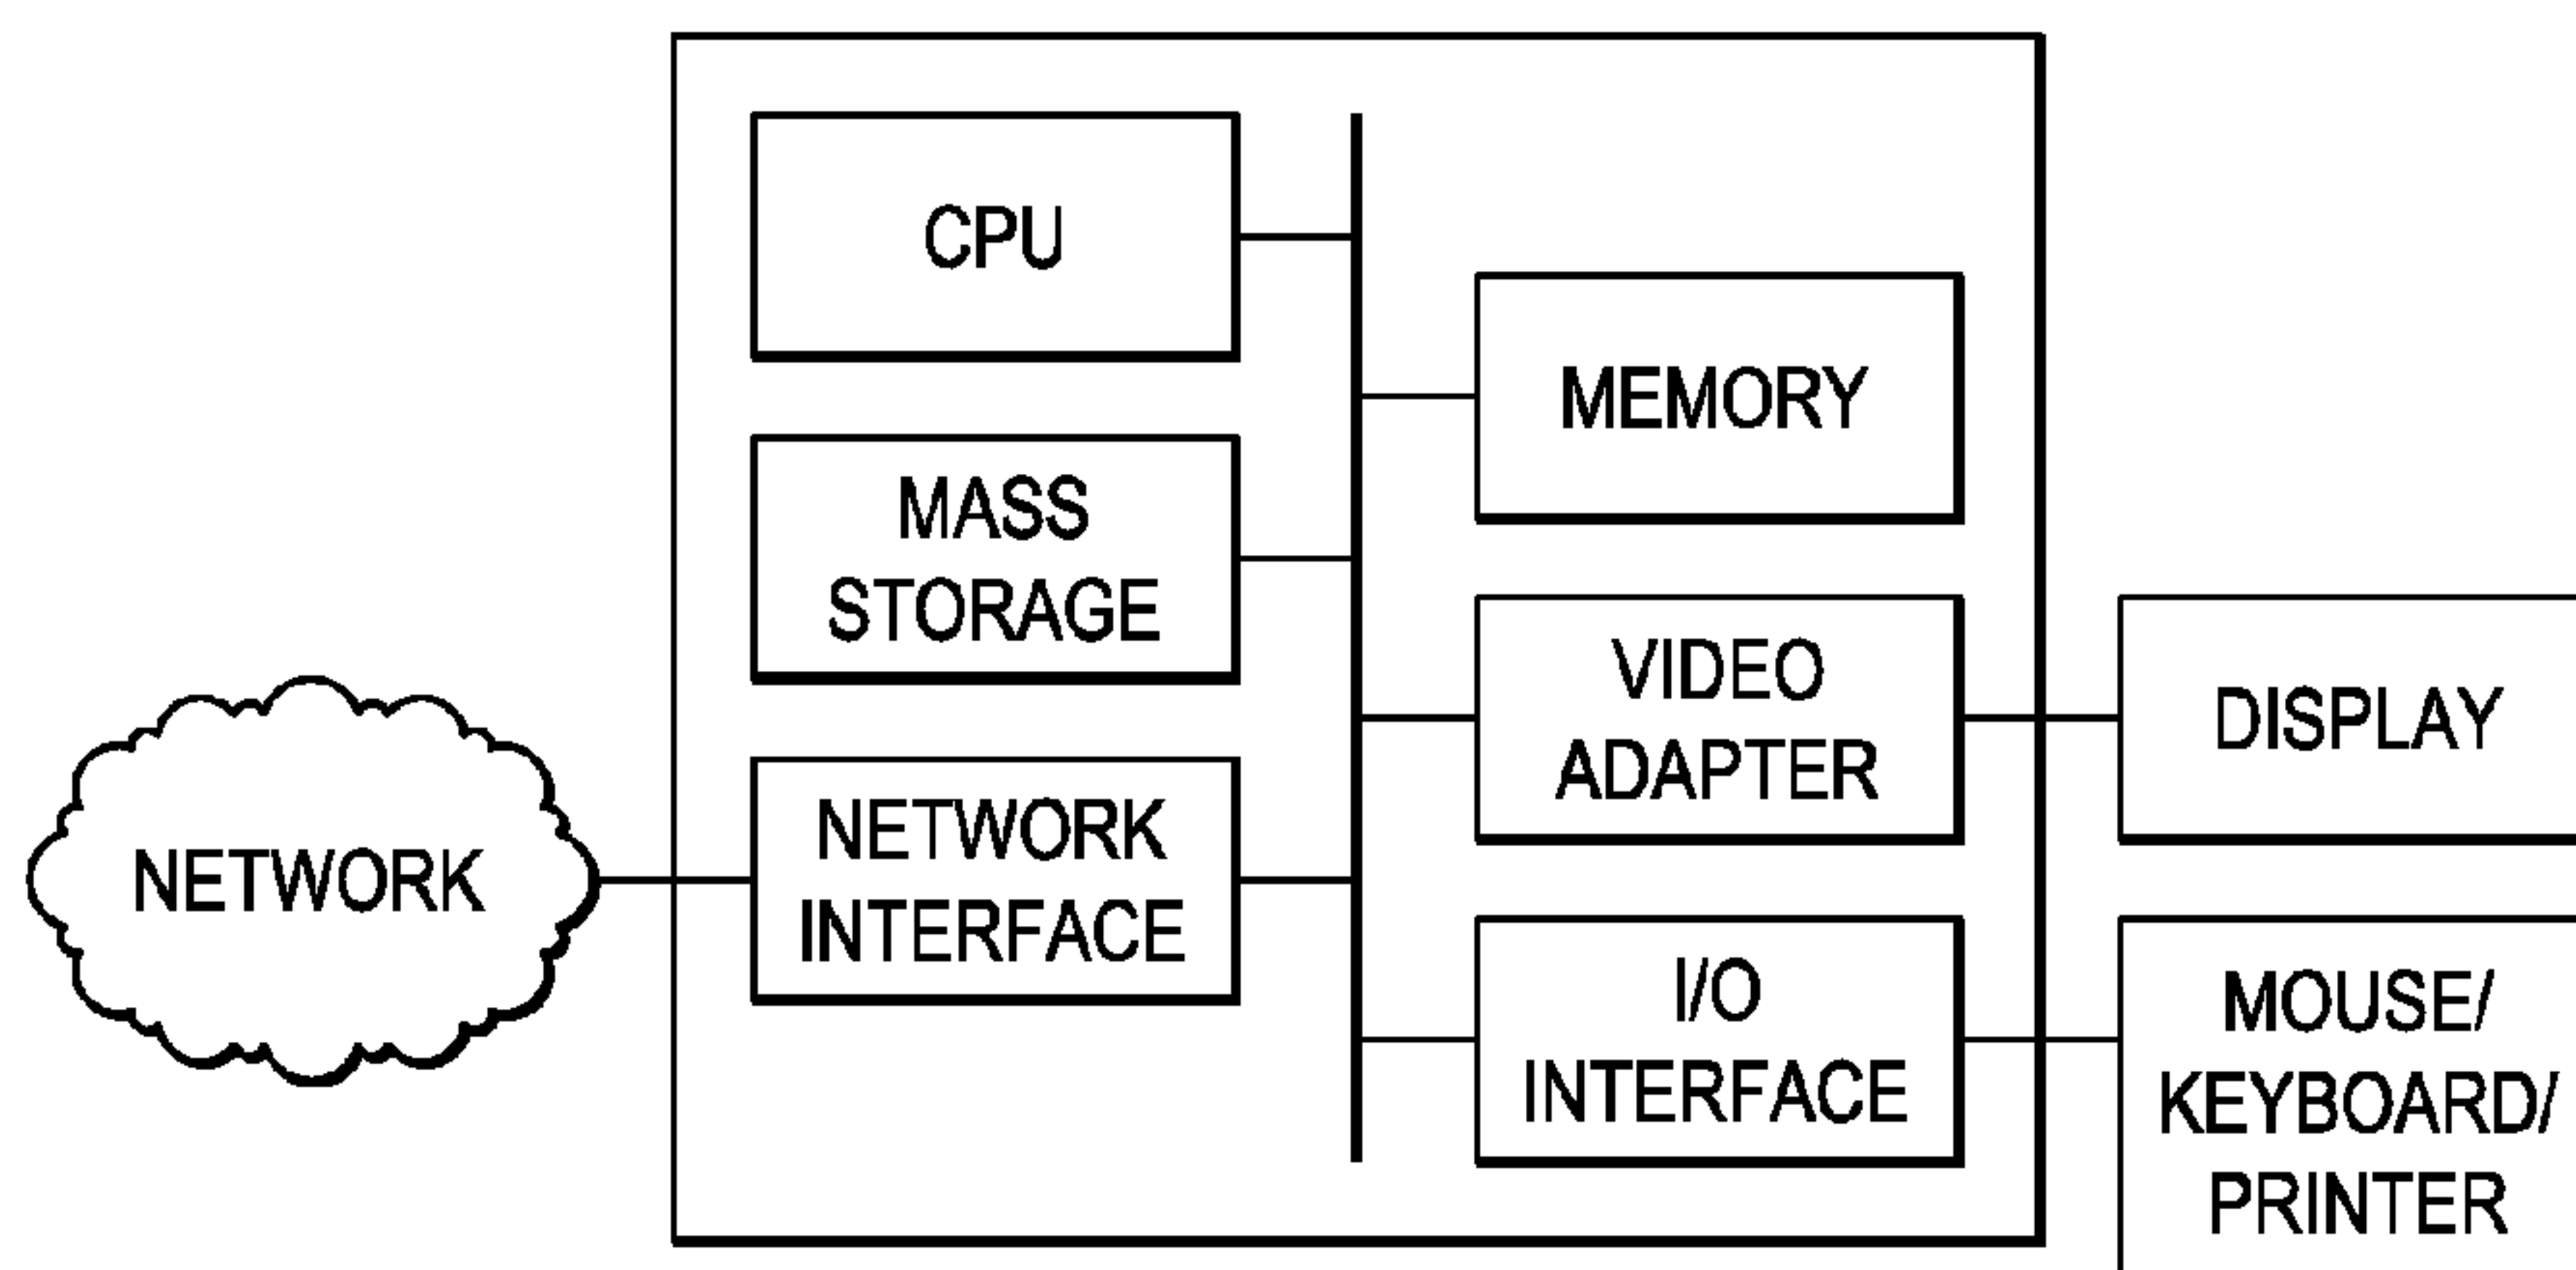 CPU
MEMORY
MASS
STORAGE
VIDEO
ADAPTER
DISPLAY
NETWORK
NETWORK
INTERFACE
I/O
INTERFACE
MOUSE/
KEYBOARD/
PRINTER